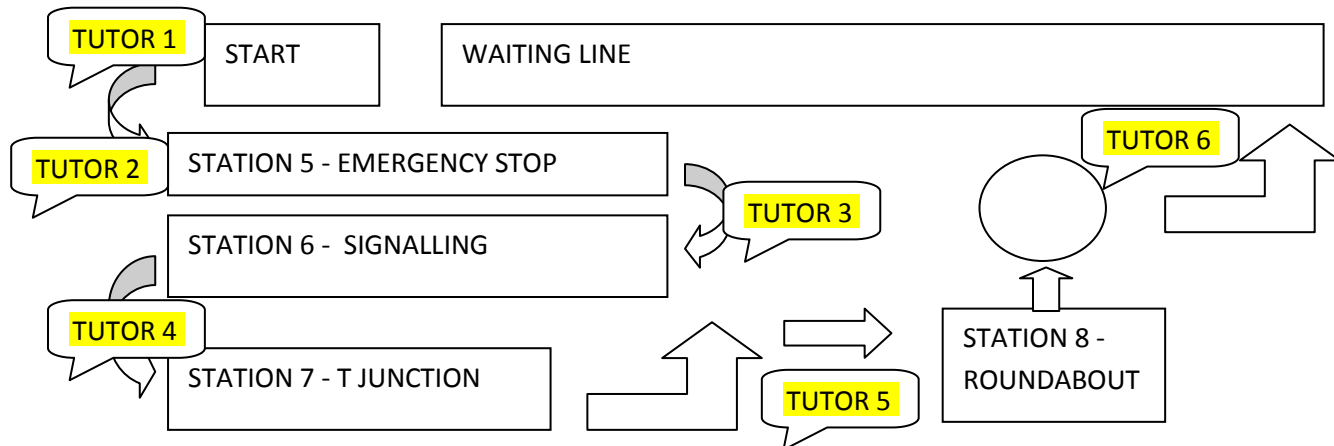 TUTOR 1
START
WAITING LINE
TUTOR 2
STATION 5 - EMERGENCY STOP
TUTOR 6
TUTOR 3
STATION 6 -  SIGNALLING
TUTOR 4
STATION 7 - T JUNCTION
TUTOR 5
STATION 8 -
ROUNDABOUT